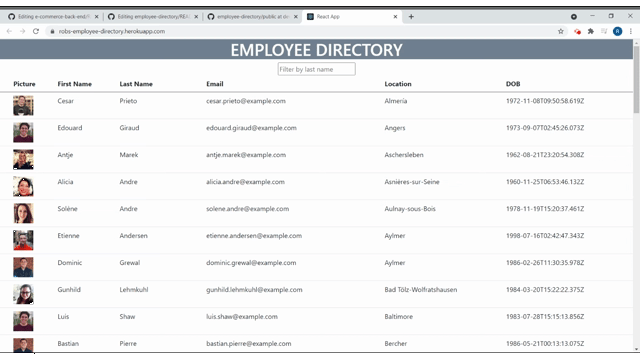 Editing e-commerce-back-end/
Editing employee-directory/REA
employee-directory/public at
React App
robs-employee-directory.herokuapp.com
EMPLOYEE DIRECTORY
Filter by last name
Picture First Name Last Name Email Location DOB
Cesar Prieto cesar.prieto@example.com Almeria 1972-11-08T09:50:58.619Z
Edouard Giraud edouard.giraud@example.com Angers 1973-09-07T02:45:26.073Z
Antje Marek antje.marek@example.com Aschersleben 1962-08-21T23:20:54.308Z
Alicia Andre alicia.andre@example.com Asnières-sur-Seine 1960-11-25T06:53:46.132Z
Solène Andre solene.andre@example.com Aulnay-sous-Bois 1978-11-19T15:20:37.461Z
Etienne Andersen etienne.andersen@example.com Aylmer 1998-07-16T02:42:47.343Z
Dominic Grewal dominic.grewal@example.com Aylmer 1986-02-26T11:30:35.978Z
Gunhild Lehmkuhl gunhild.lehmkuhl@example.com Bad Tölz-Wolfratshausen 1984-03-20T15:22:22.375Z
Luis Shaw luis.shaw@example.com Baltimore 1983-07-28T15:15:13.856Z
Bastian Pierre bastian.pierre@example.com Bercher 1986-05-21T00:13:13.075Z